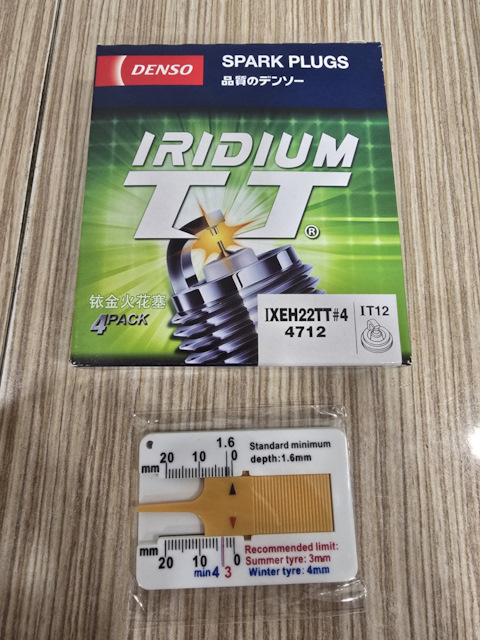 DENSO
SPARK PLUGS
品質のデンソー
IRIDIUM
TT®
铱金火花塞
4PACK
IXEH22TT#4
4712
IT12
1.6
mm 20 10 0
Standard minimum
depth:1.6mm
mm
20 10 0
min 4 3
Recommended limit:
Summer tyre: 3mm
Winter tyre: 4mm